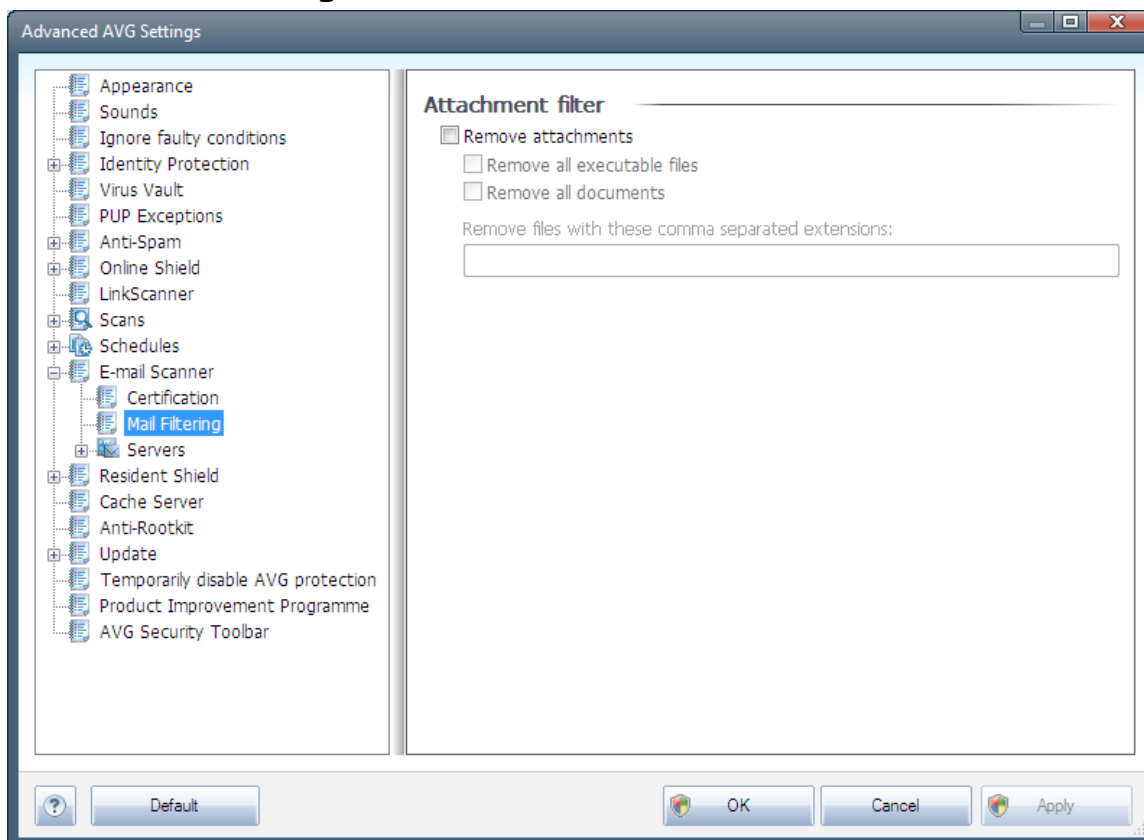 Advanced AVG Settings
Appearance
Sounds
Ignore faulty conditions
Identity Protection
Virus Vault
PUP Exceptions
Anti-Spam
Online Shield
LinkScanner
Scans
Schedules
E-mail Scanner
Certification
Mail Filtering
Servers
Resident Shield
Cache Server
Anti-Rootkit
Update
Temporarily disable AVG protection
Product Improvement Programme
AVG Security Toolbar
Attachment filter
Remove attachments
Remove all executable files
Remove all documents
Remove files with these comma separated extensions:
? Default OK Cancel Apply